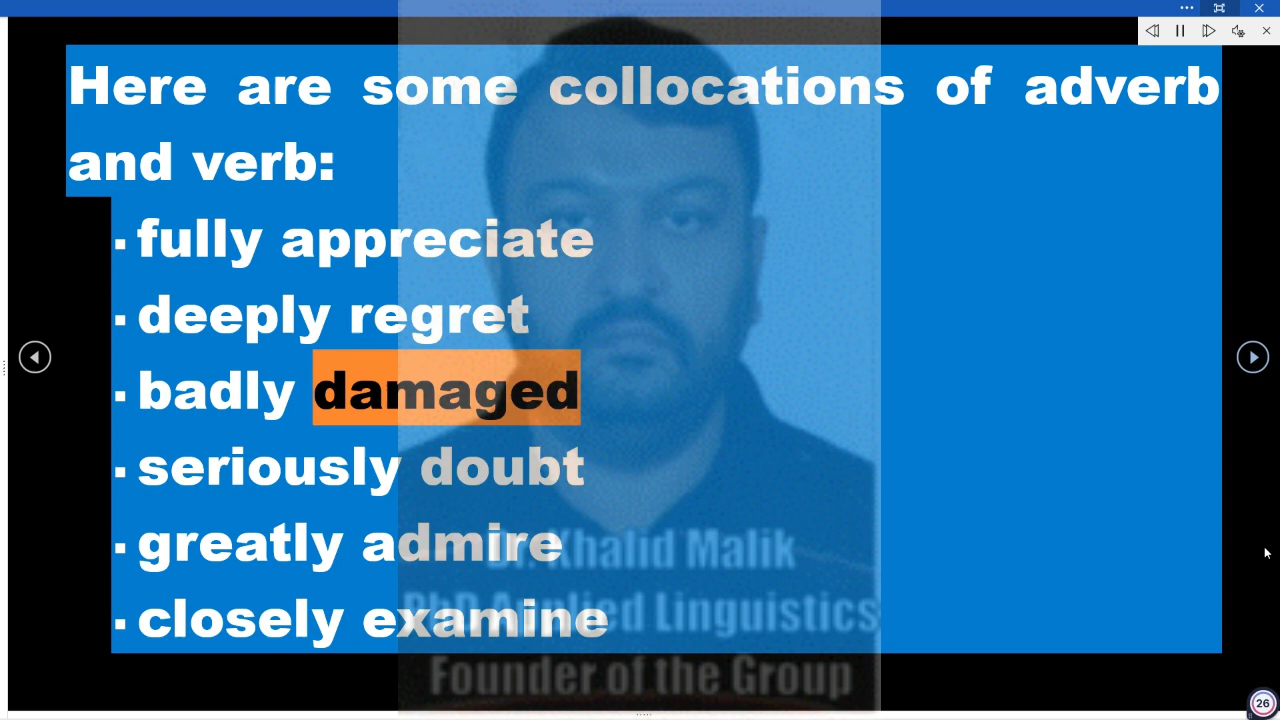 Here are some collocations of adverb
and verb:
▪ fully appreciate
▪ deeply regret
▪ badly damaged
▪ seriously doubt
▪ greatly admire
Dr. Khalid Malik
▪ closely examine
PhD Applied Linguistics
Founder of the Group
26